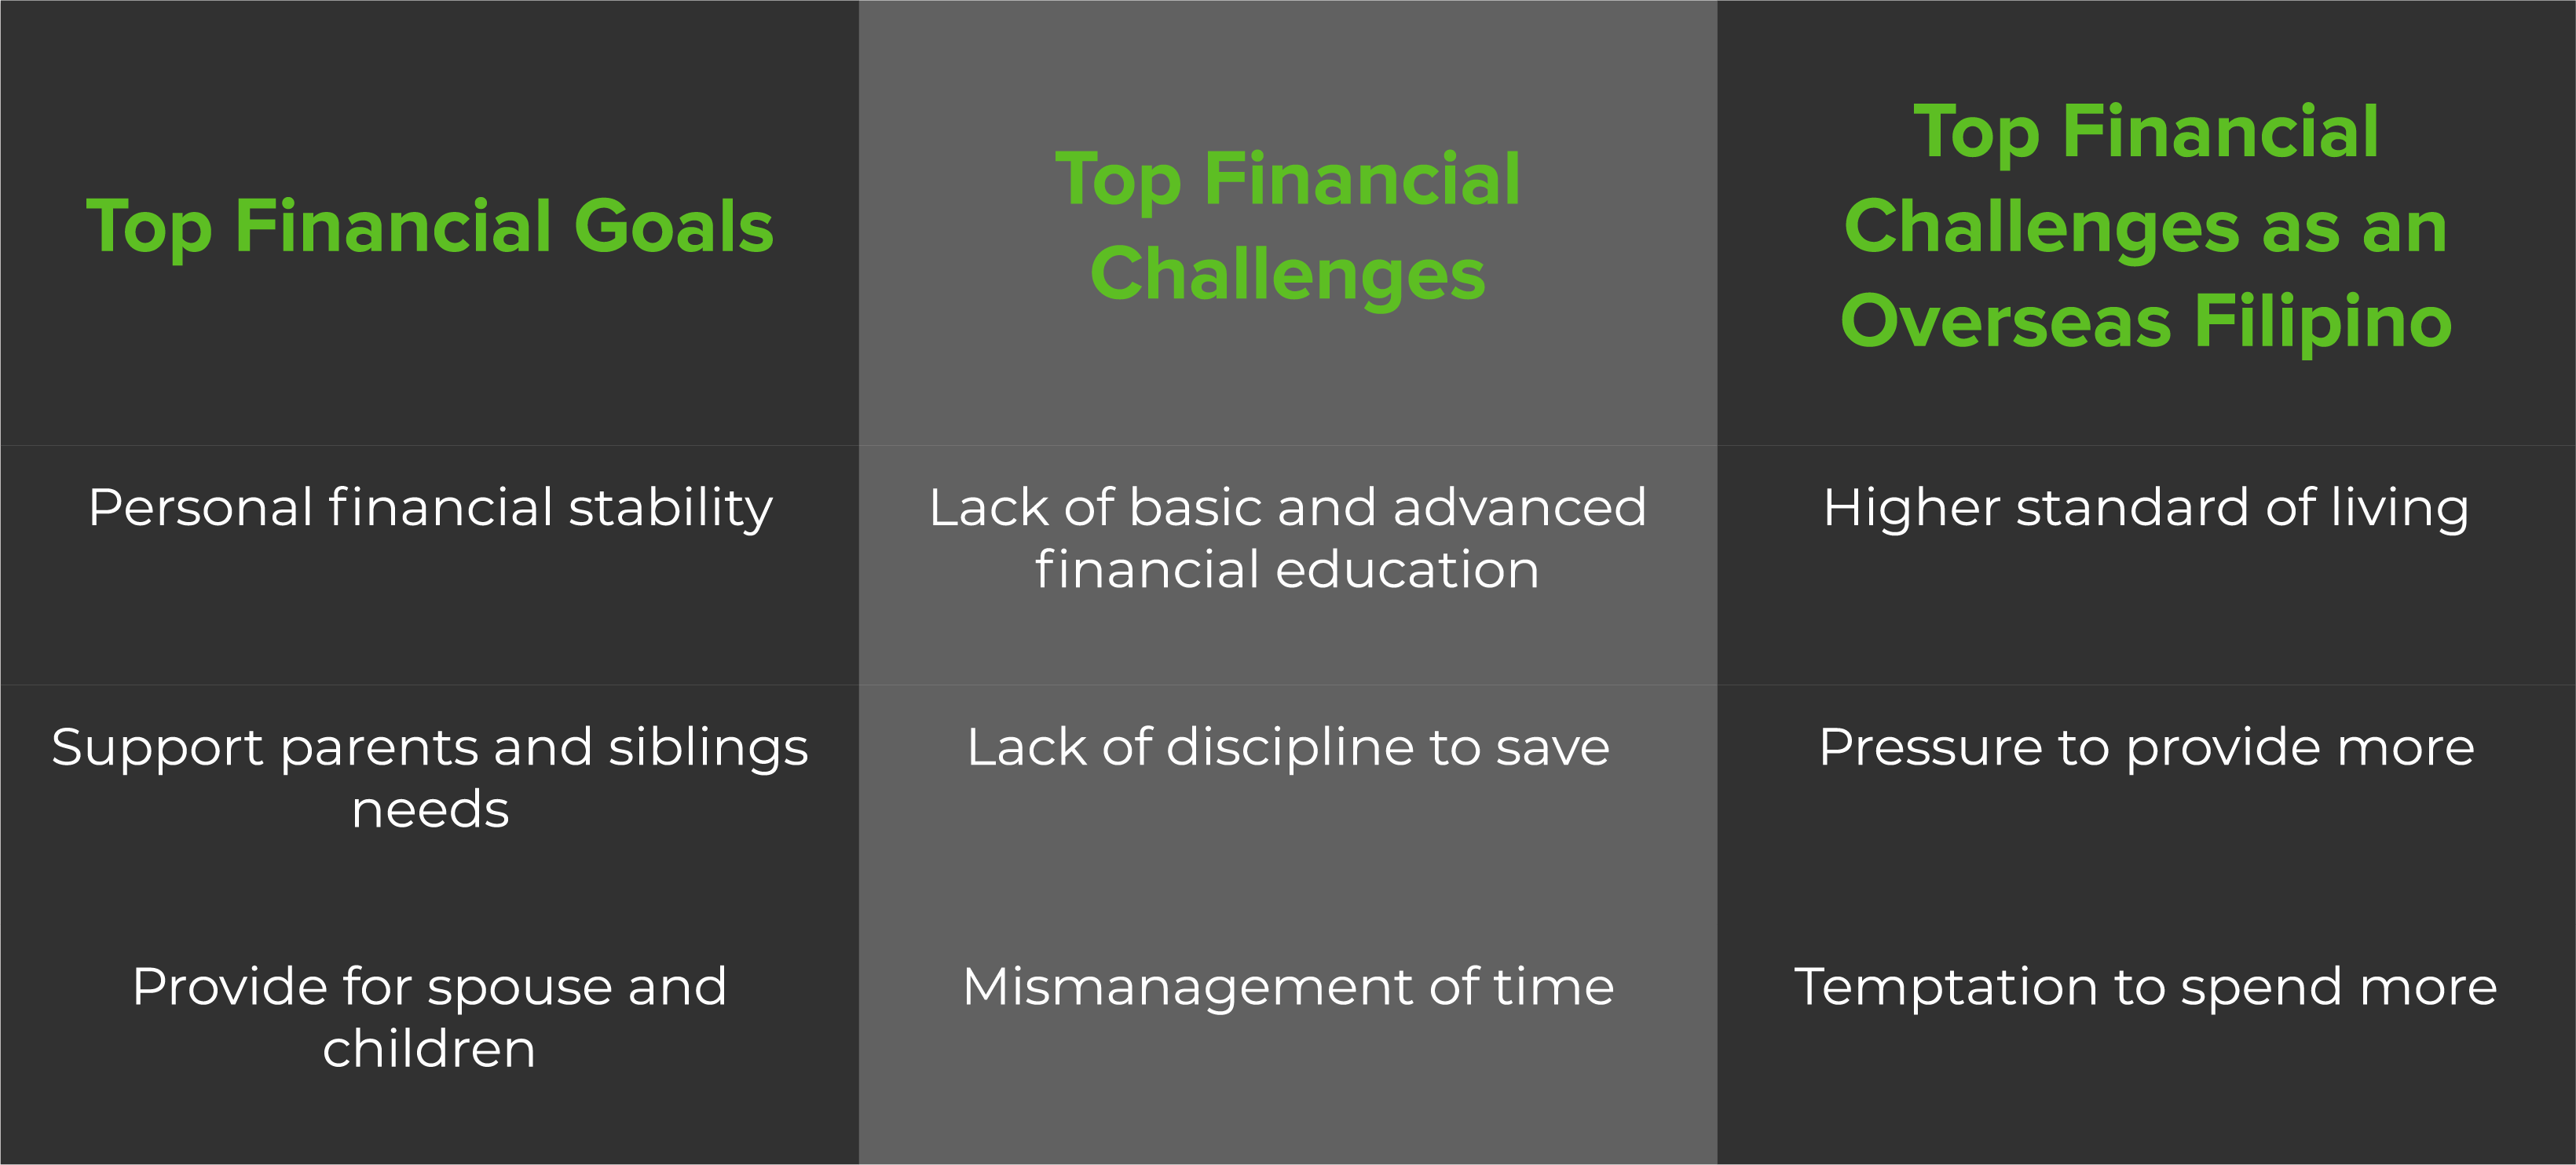 Top Financial Goals
Top Financial
Challenges
Top Financial
Challenges as an
Overseas Filipino
Personal financial stability
Lack of basic and advanced
financial education
Higher standard of living
Support parents and siblings
needs
Lack of discipline to save
Pressure to provide more
Provide for spouse and
children
Mismanagement of time
Temptation to spend more